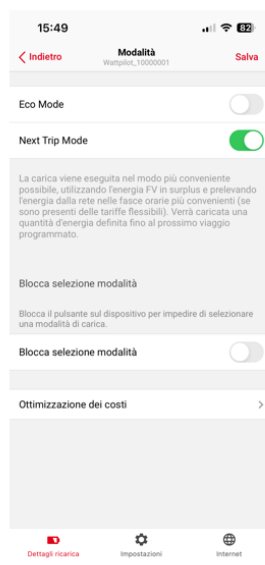 15:49
82
Indietro
Modalità
Salva
Wattpilot_10000001
Eco Mode
Next Trip Mode
La carica viene eseguita nel modo più conveniente
possibile, utilizzando l'energia FV in surplus e prelevando
l'energia dalla rete nelle fasce orarie più convenienti (se
sono presenti delle tariffe flessibili). Verrà caricata una
quantità d'energia definita fino al prossimo viaggio
programmato.
Blocca selezione modalità
Blocca il pulsante sul dispositivo per impedire di selezionare
una modalità di carica.
Blocca selezione modalità
Ottimizzazione dei costi
Dettagli ricarica
Impostazioni
Internet